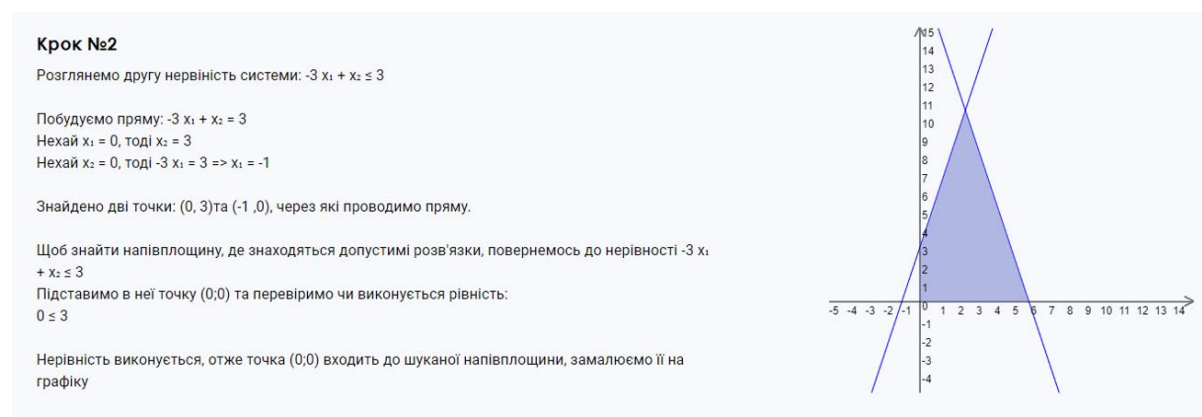 Крок №2
Розглянемо другу нервіність системи: -3 x₁ + x₂ ≤ 3
Побудуємо пряму: -3 x₁ + x₂ = 3
Нехай x₁ = 0, тоді x₂ = 3
Нехай x₂ = 0, тоді -3 x₁ = 3 => x₁ = -1
Знайдено дві точки: (0, 3)та (-1 ,0), через які проводимо пряму.
Щоб знайти напівплощину, де знаходяться допустимі розв'язки, повернемось до нерівності -3 x₁
+ x₂ ≤ 3
Підставимо в неї точку (0;0) та перевіримо чи виконується рівність:
0 ≤ 3
Нерівність виконується, отже точка (0;0) входить до шуканої напівплощини, замалюємо її на
графіку
15
14
13
12
11
10
9
8
7
6
5
4
3
2
1
0
-5 -4 -3 -2 -1 1 2 3 4 5 6 7 8 9 10 11 12 13 14
-1
-2
-3
-4